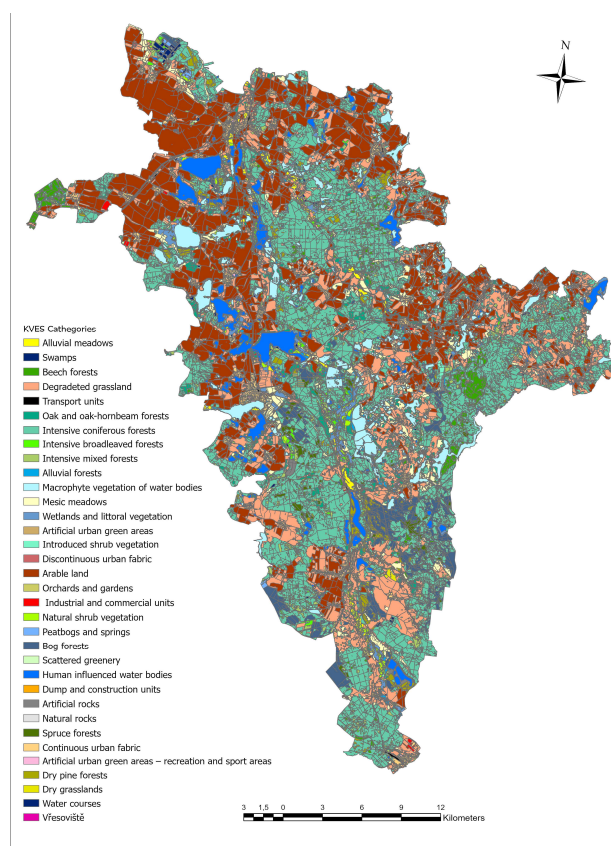 N
KVES Cathegories
Alluvial meadows
Swamps
Beech forests
Degradeted grassland
Transport units
Oak and oak-hornbeam forests
Intensive coniferous forests
Intensive broadleaved forests
Intensive mixed forests
Alluvial forests
Macrophyte vegetation of water bodies
Mesic meadows
Wetlands and littoral vegetation
Artificial urban green areas
Introduced shrub vegetation
Discontinuous urban fabric
Arable land
Orchards and gardens
Industrial and commercial units
Natural shrub vegetation
Peatbogs and springs
Bog forests
Scattered greenery
Human influenced water bodies
Dump and construction units
Artificial rocks
Natural rocks
Spruce forests
Continuous urban fabric
Artificial urban green areas – recreation and sport areas
Dry pine forests
Dry grasslands
Water courses
Vřesoviště
3 1,5 0 3 6 9 12
Kilometers